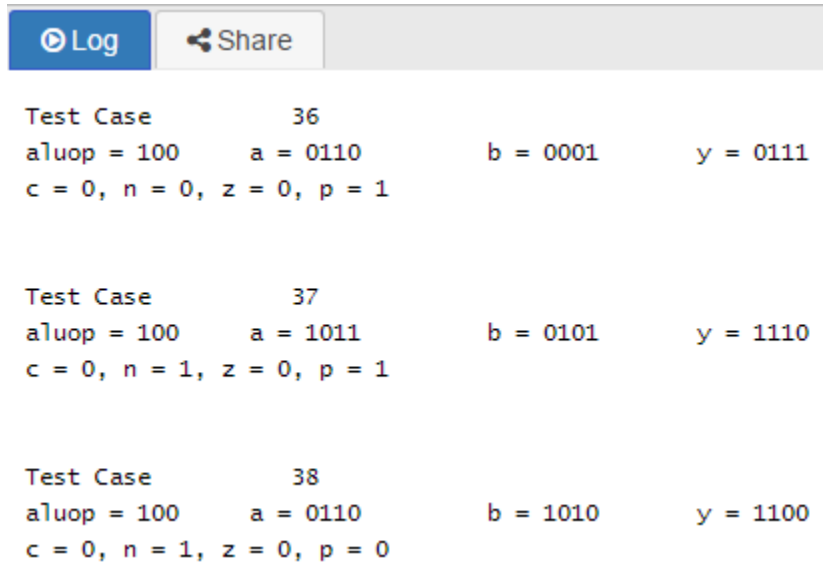 Log Share
Test Case 36
aluop = 100 a = 0110 b = 0001 y = 0111
c = 0, n = 0, z = 0, p = 1
Test Case 37
aluop = 100 a = 1011 b = 0101 y = 1110
c = 0, n = 1, z = 0, p = 1
Test Case 38
aluop = 100 a = 0110 b = 1010 y = 1100
c = 0, n = 1, z = 0, p = 0